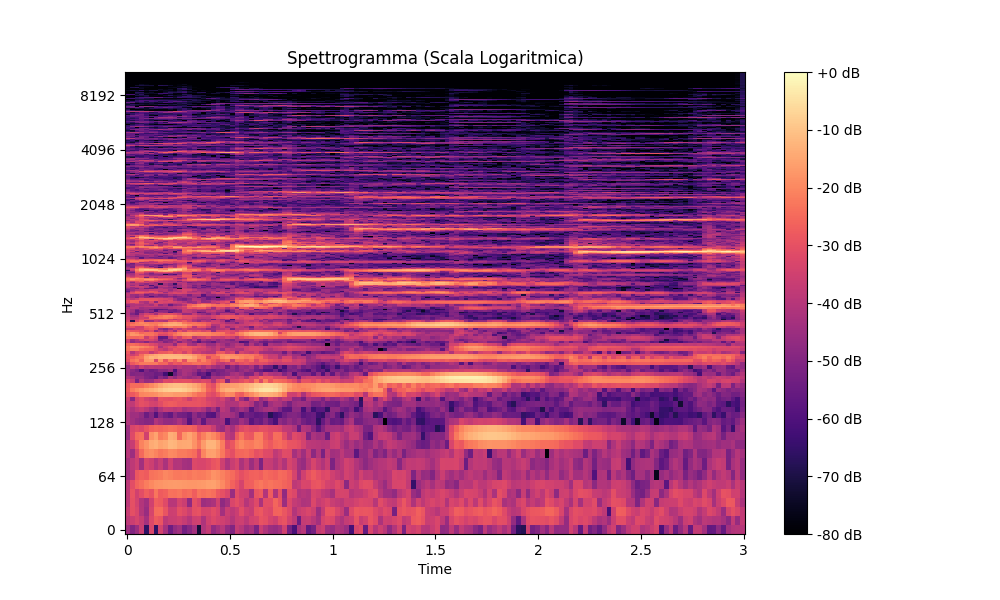 Spettrogramma (Scala Logaritmica)
8192
4096
2048
1024
512
256
128
64
0
Hz
0
0.5
1
1.5
2
2.5
3
Time
+0 dB
-10 dB
-20 dB
-30 dB
-40 dB
-50 dB
-60 dB
-70 dB
-80 dB